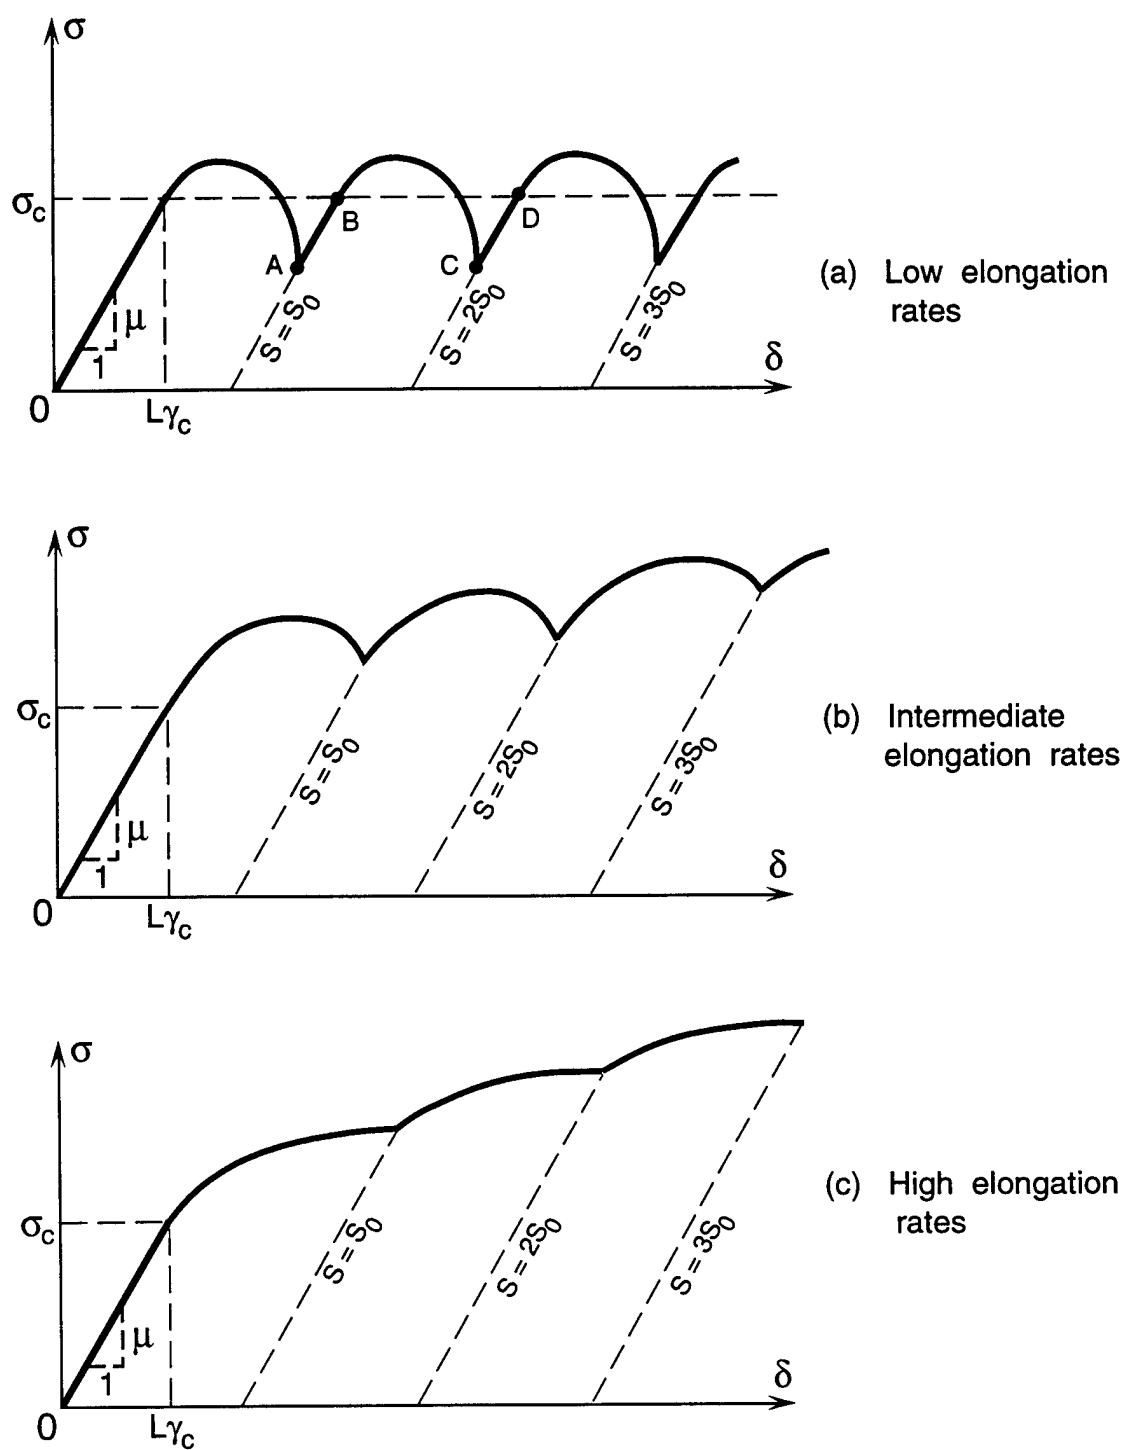 σ
σc
B
D
A
C
S = S0
S = 2S0
S = 3S0
μ
1
δ
0
Lγc
(a) Low elongation
rates
σ
σc
S = S0
S = 2S0
S = 3S0
μ
1
δ
0
Lγc
(b) Intermediate
elongation rates
σ
σc
S = S0
S = 2S0
S = 3S0
μ
1
δ
0
Lγc
(c) High elongation
rates